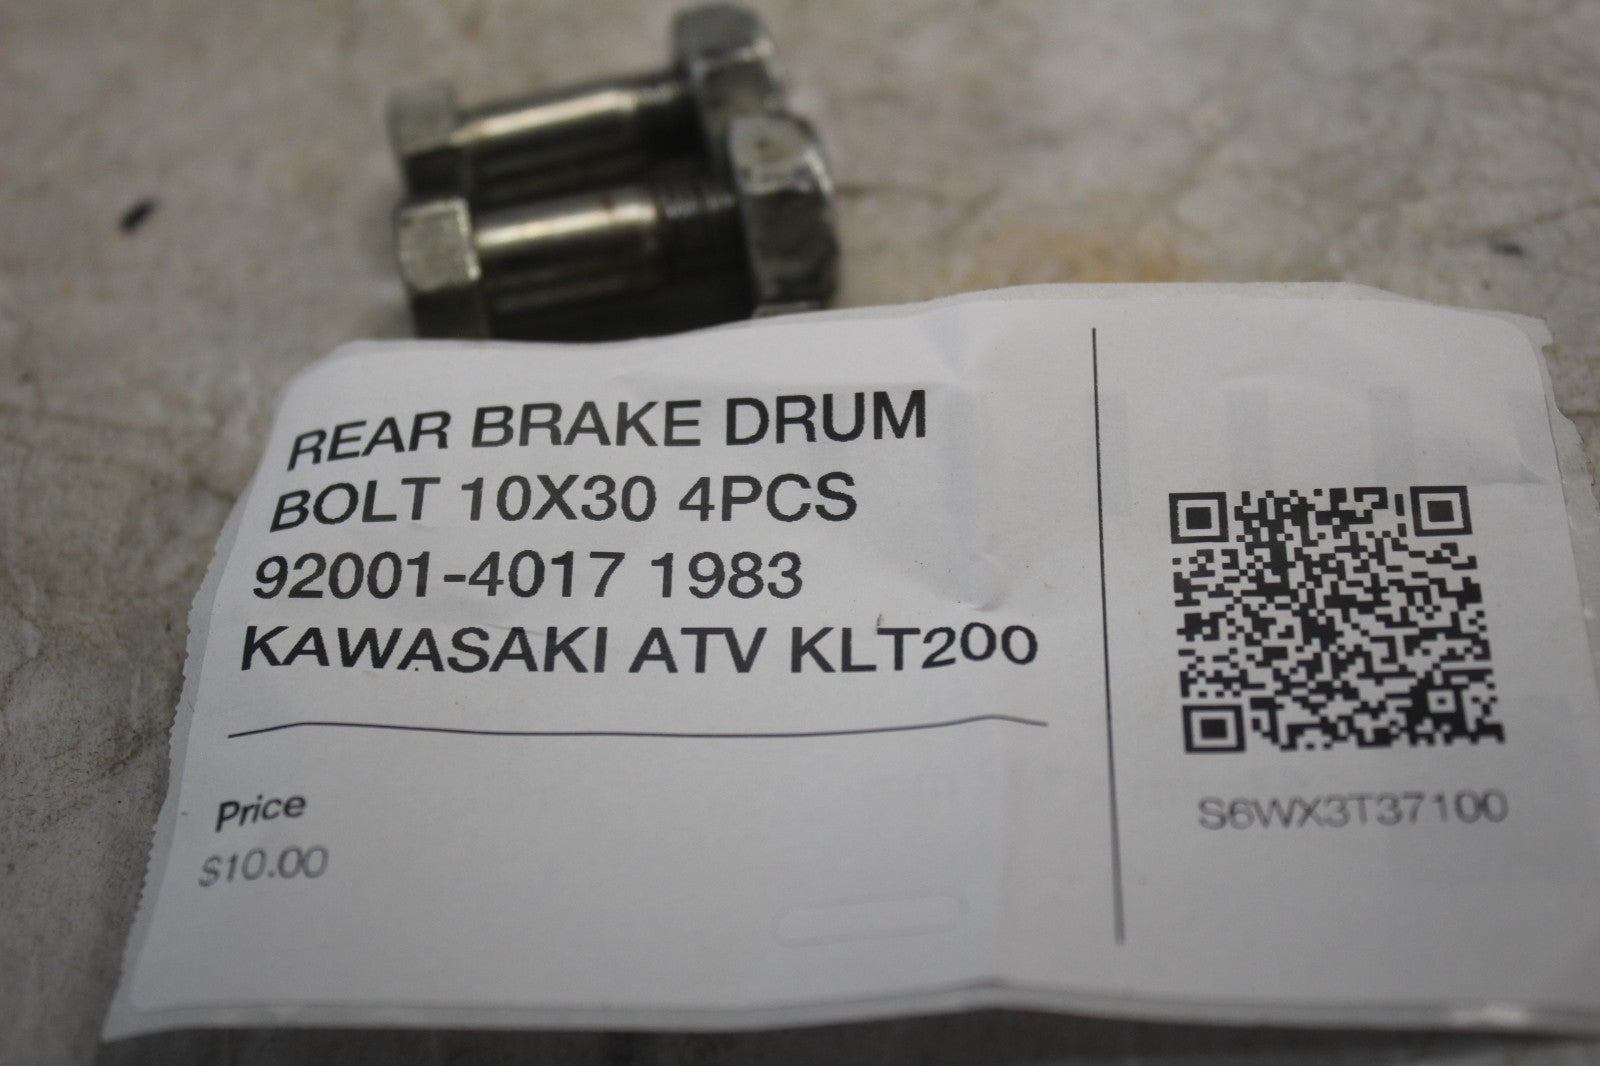 REAR BRAKE DRUM
BOLT 10X30 4PCS
92001-4017 1983
KAWASAKI ATV KLT200
Price
$10.00
S6WX3T37100